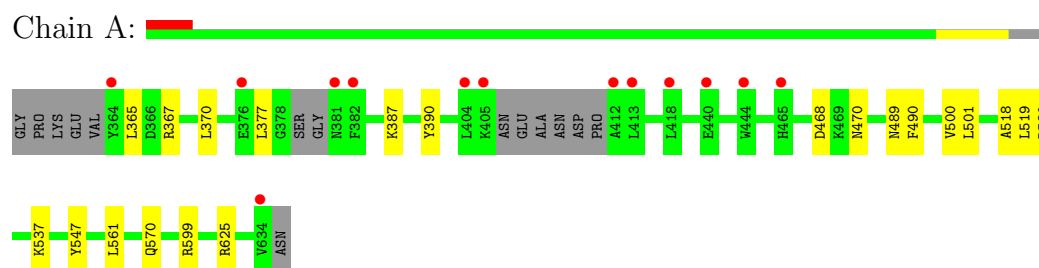 Chain A:
GLY PRO LYS GLU VAL Y364 L365 D366 R367 L370 E376 L377 G378 SER GLY N381 F382 K387 Y390 L404 K405 ASN GLU ALA ASN ASP PRO A412 L413 L418 E440 W444 H465 D468 K469 N470 N489 F490 V500 L501 A518 L519
K537 Y547 L561 Q570 R599 R625 V634 ASN